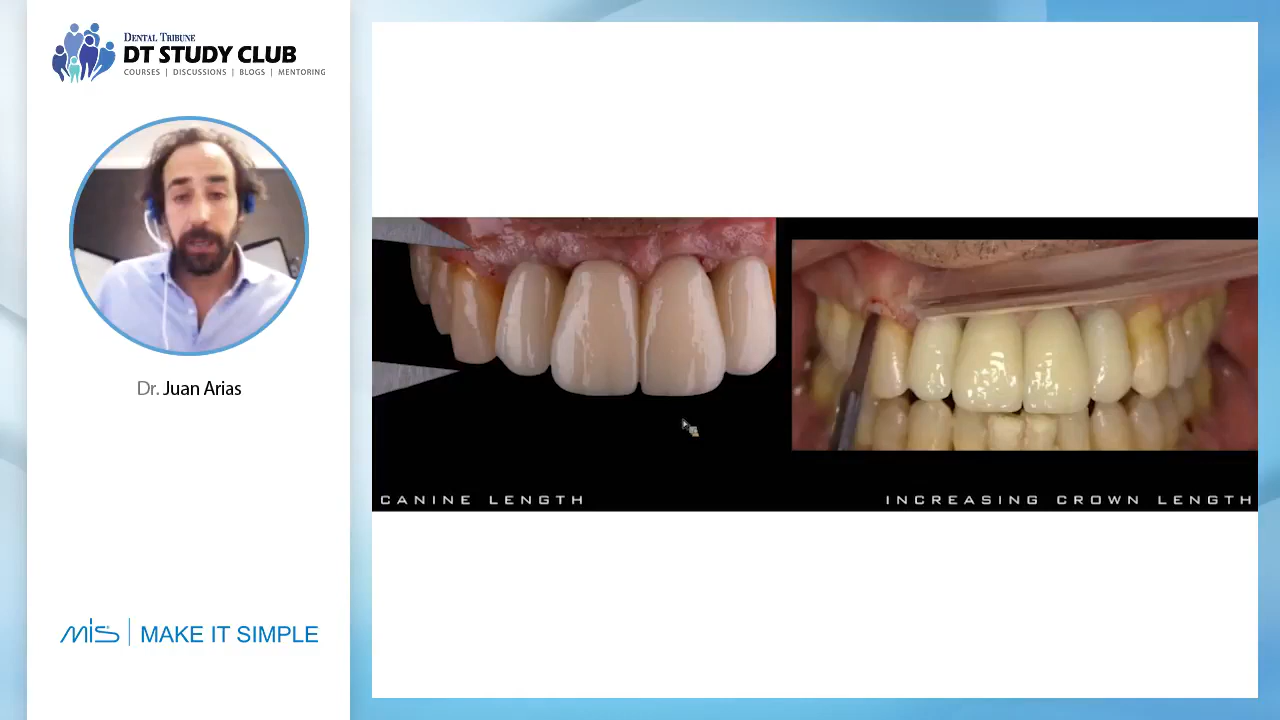 DENTAL TRIBUNE
DT STUDY CLUB
COURSES | DISCUSSIONS | BLOGS | MENTORING
Dr. Juan Arias
mis | MAKE IT SIMPLE
CANINE LENGTH
INCREASING CROWN LENGTH